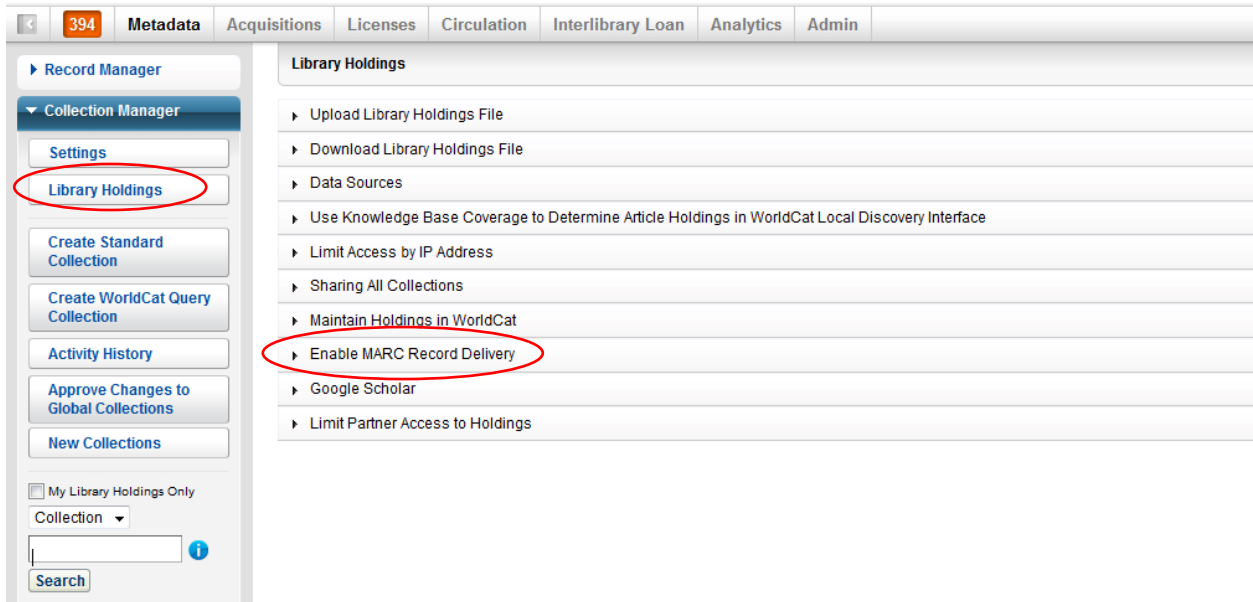 394 Metadata Acquisitions Licenses Circulation Interlibrary Loan Analytics Admin
Record Manager
Collection Manager
Settings
Library Holdings
Create Standard
Collection
Create WorldCat Query
Collection
Activity History
Approve Changes to
Global Collections
New Collections
My Library Holdings Only
Collection
Search
Library Holdings
Upload Library Holdings File
Download Library Holdings File
Data Sources
Use Knowledge Base Coverage to Determine Article Holdings in WorldCat Local Discovery Interface
Limit Access by IP Address
Sharing All Collections
Maintain Holdings in WorldCat
Enable MARC Record Delivery
Google Scholar
Limit Partner Access to Holdings